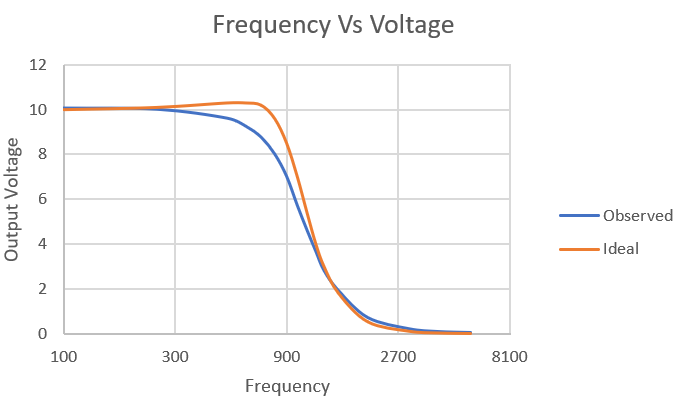 Frequency Vs Voltage
12
10
8
6
4
2
0
Output Voltage
100 300 900 2700 8100
Frequency
Observed
Ideal